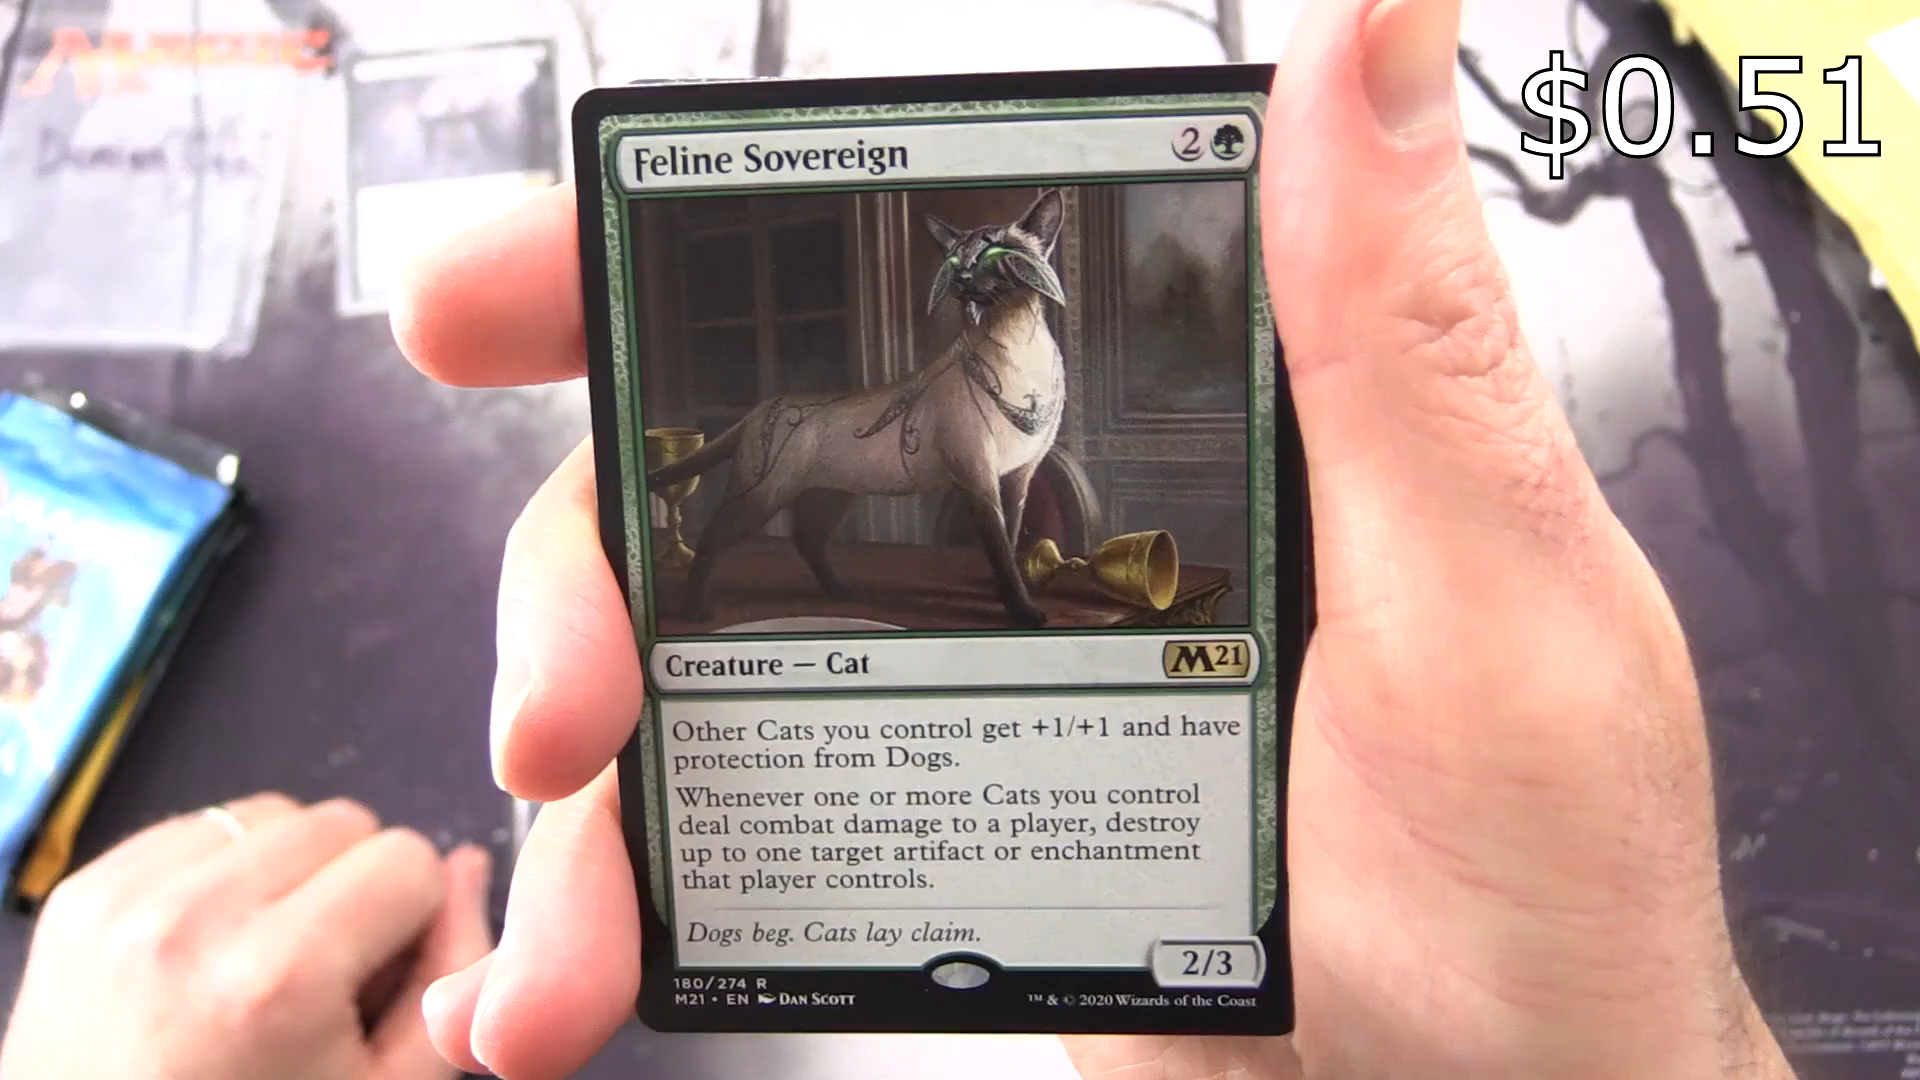 MAGIC
$0.51
Feline Sovereign 2
Creature — Cat M21
Other Cats you control get +1/+1 and have
protection from Dogs.
Whenever one or more Cats you control
deal combat damage to a player, destroy
up to one target artifact or enchantment
that player controls.
Dogs beg. Cats lay claim.
2/3
180/274 R
M21 • EN DAN SCOTT
™ & © 2020 Wizards of the Coast